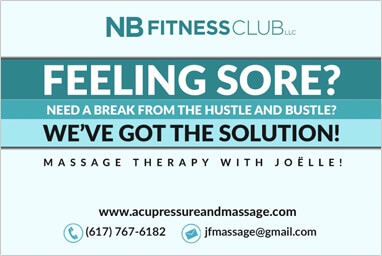 NB FITNESS CLUB LLC
FEELING SORE?
NEED A BREAK FROM THE HUSTLE AND BUSTLE?
WE'VE GOT THE SOLUTION!
MASSAGE THERAPY WITH JOËLLE!
www.acupressureandmassage.com
(617) 767-6182 jfmassage@gmail.com